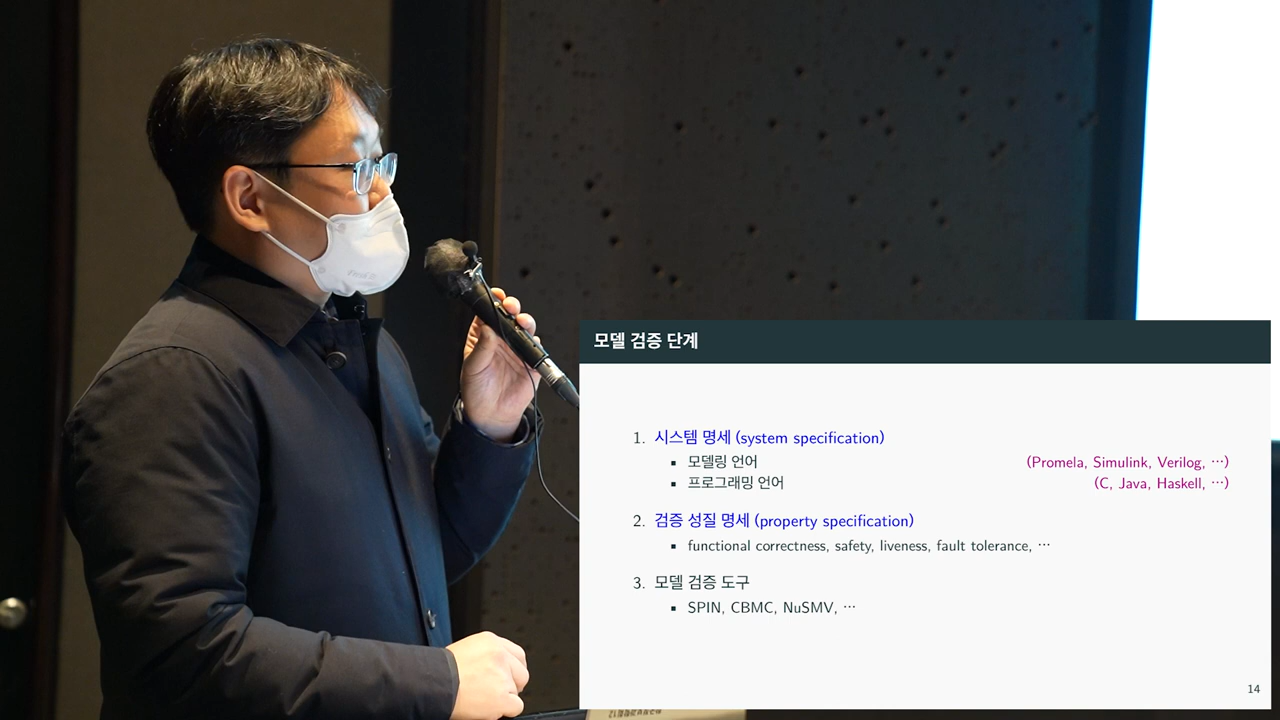 모델 검증 단계
1. 시스템 명세 (system specification)
▪ 모델링 언어 (Promela, Simulink, Verilog, ⋯)
▪ 프로그래밍 언어 (C, Java, Haskell, ⋯)
2. 검증 성질 명세 (property specification)
▪ functional correctness, safety, liveness, fault tolerance, ⋯
3. 모델 검증 도구
▪ SPIN, CBMC, NuSMV, ⋯
14